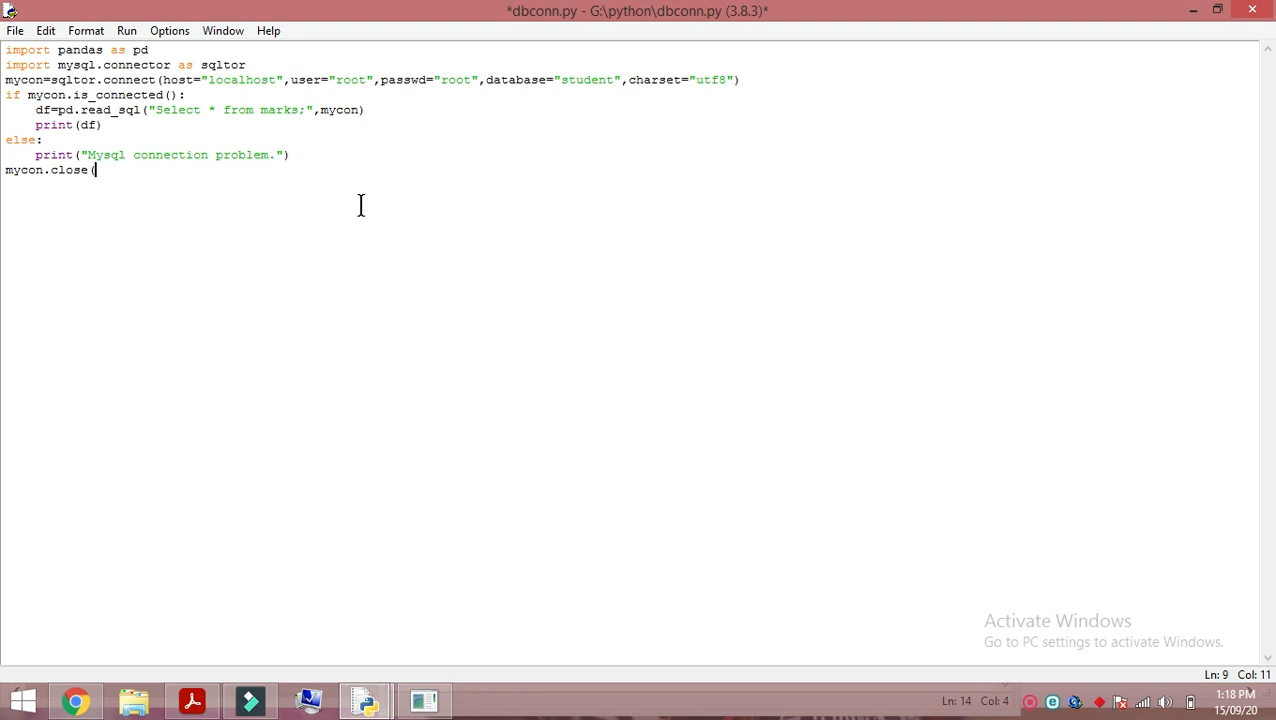 *dbconn.py - G:\python\dbconn.py (3.8.3)*
File Edit Format Run Options Window Help
import pandas as pd
import mysql.connector as sqltor
mycon=sqltor.connect(host="localhost",user="root",passwd="root",database="student",charset="utf8")
if mycon.is_connected():
    df=pd.read_sql("Select * from marks;",mycon)
    print(df)
else:
    print("Mysql connection problem.")
mycon.close(
Activate Windows
Go to PC settings to activate Windows.
Ln: 9 Col: 11
Ln: 14 Col: 4
1:18 PM
15/09/20